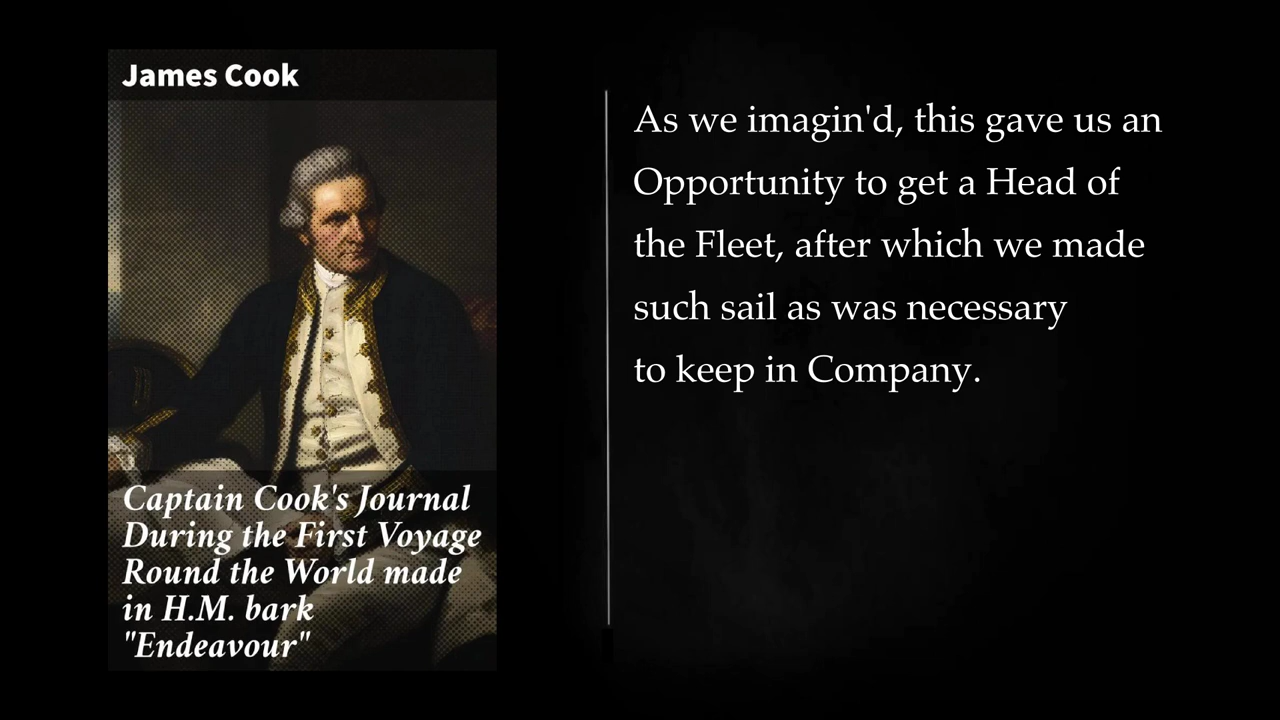 James Cook
Captain Cook's Journal
During the First Voyage
Round the World made
in H.M. bark
"Endeavour"
As we imagin'd, this gave us an
Opportunity to get a Head of
the Fleet, after which we made
such sail as was necessary
to keep in Company.